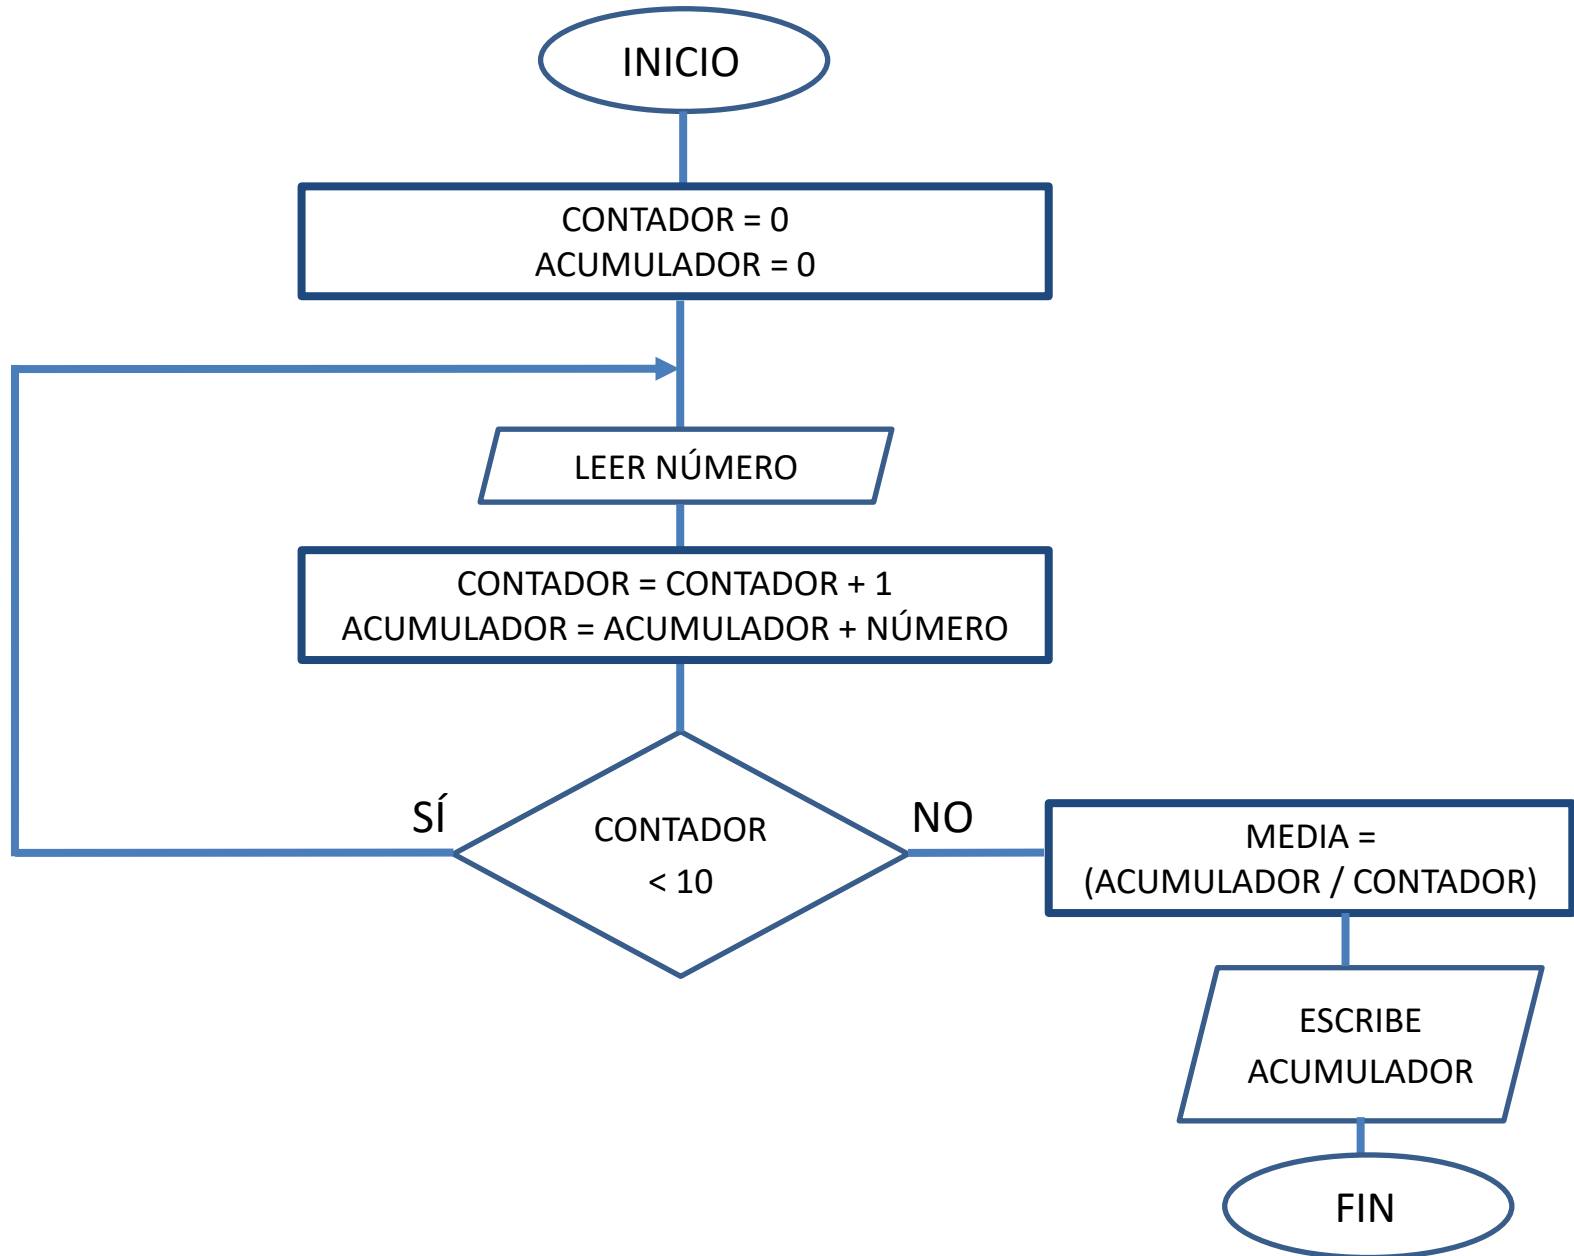 INICIO
CONTADOR = 0
ACUMULADOR = 0
LEER NÚMERO
CONTADOR = CONTADOR + 1
ACUMULADOR = ACUMULADOR + NÚMERO
SÍ
CONTADOR
< 10
NO
MEDIA =
(ACUMULADOR / CONTADOR)
ESCRIBE
ACUMULADOR
FIN